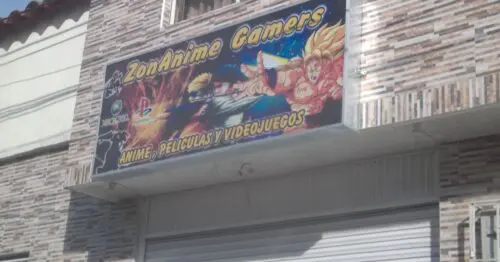 ZonAnime Gamers
ANIME, PELICULAS Y VIDEOJUEGOS